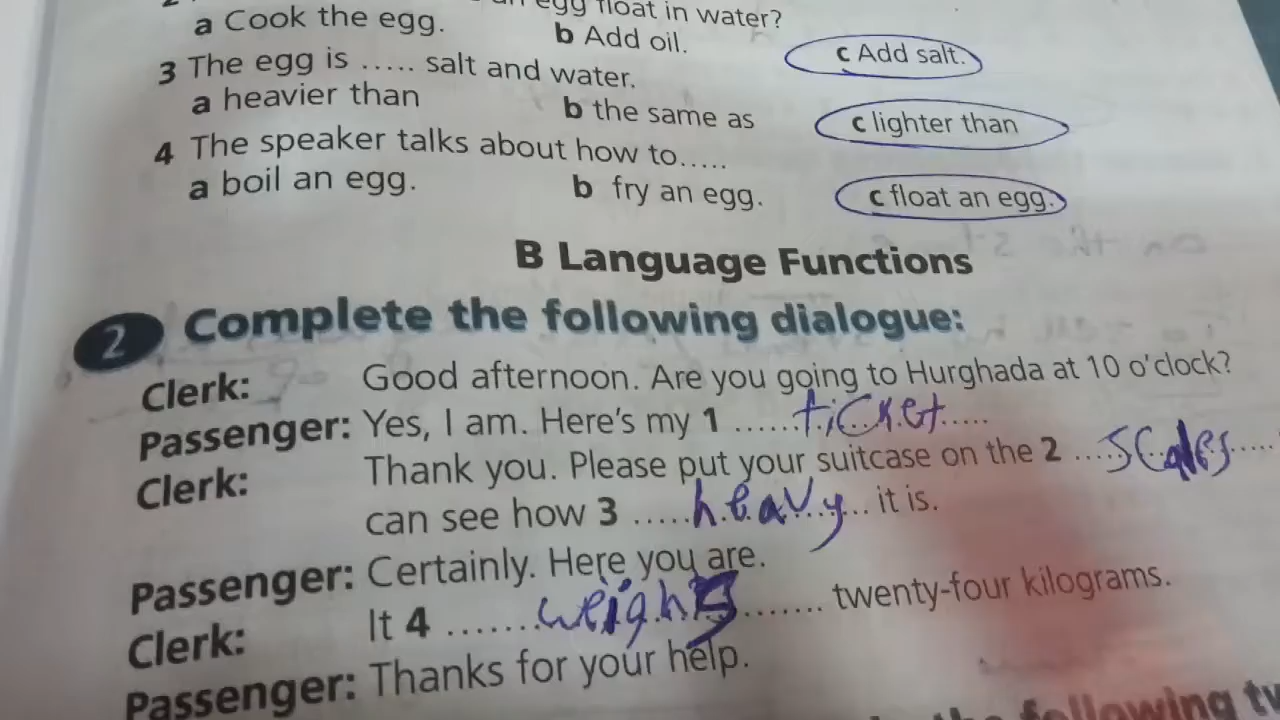 egg float in water?
a Cook the egg. b Add oil. c Add salt.
3 The egg is ..... salt and water.
a heavier than b the same as c lighter than
4 The speaker talks about how to.....
a boil an egg. b fry an egg. c float an egg.
B Language Functions
2 Complete the following dialogue:
Clerk: Good afternoon. Are you going to Hurghada at 10 o'clock?
Passenger: Yes, I am. Here's my 1 ......ticket.....
Clerk: Thank you. Please put your suitcase on the 2 ....scales....
can see how 3 .....heavy... it is.
Passenger: Certainly. Here you are.
Clerk: It 4 .......weighs....... twenty-four kilograms.
Passenger: Thanks for your help.
following